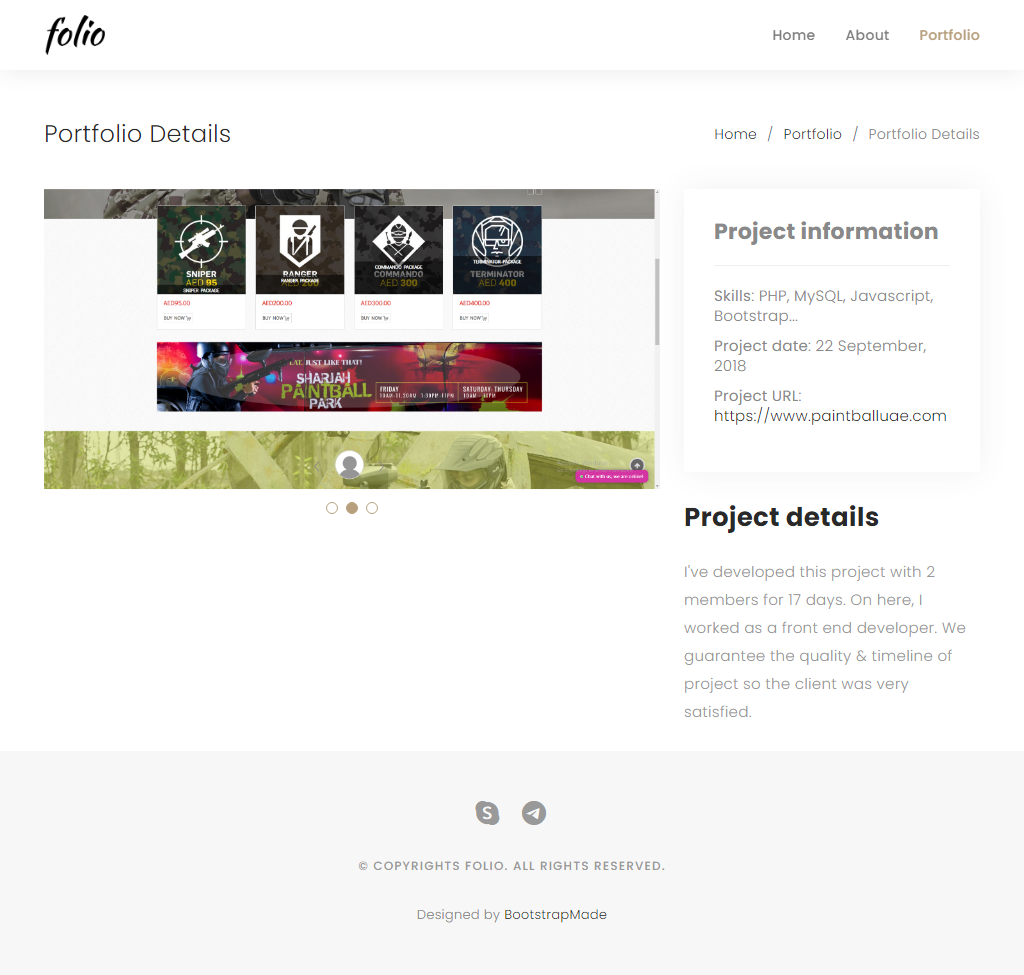 folio
Home About Portfolio
Portfolio Details
Home / Portfolio / Portfolio Details
SNIPER
AED 95
SNIPER PACKAGE
AED95.00
BUY NOW
RANGER
AED 200
RANGER PACKAGE
AED200.00
BUY NOW
COMMANDO PACKAGE
COMMANDO
AED 300
AED300.00
BUY NOW
TERMINATOR PACKAGE
TERMINATOR
AED 400
AED400.00
BUY NOW
EAT, JUST LIKE THAT!
SHARJAH
PAINTBALL
PARK
FRIDAY
SATURDAY- THURSDAY
10AM - 10PM
Chat with us, we are online!
Project information
Skills: PHP, MySQL, Javascript,
Bootstrap...
Project date: 22 September,
2018
Project URL:
https://www.paintballuae.com
Project details
I've developed this project with 2
members for 17 days. On here, I
worked as a front end developer. We
guarantee the quality & timeline of
project so the client was very
satisfied.
© COPYRIGHTS FOLIO. ALL RIGHTS RESERVED.
Designed by BootstrapMade